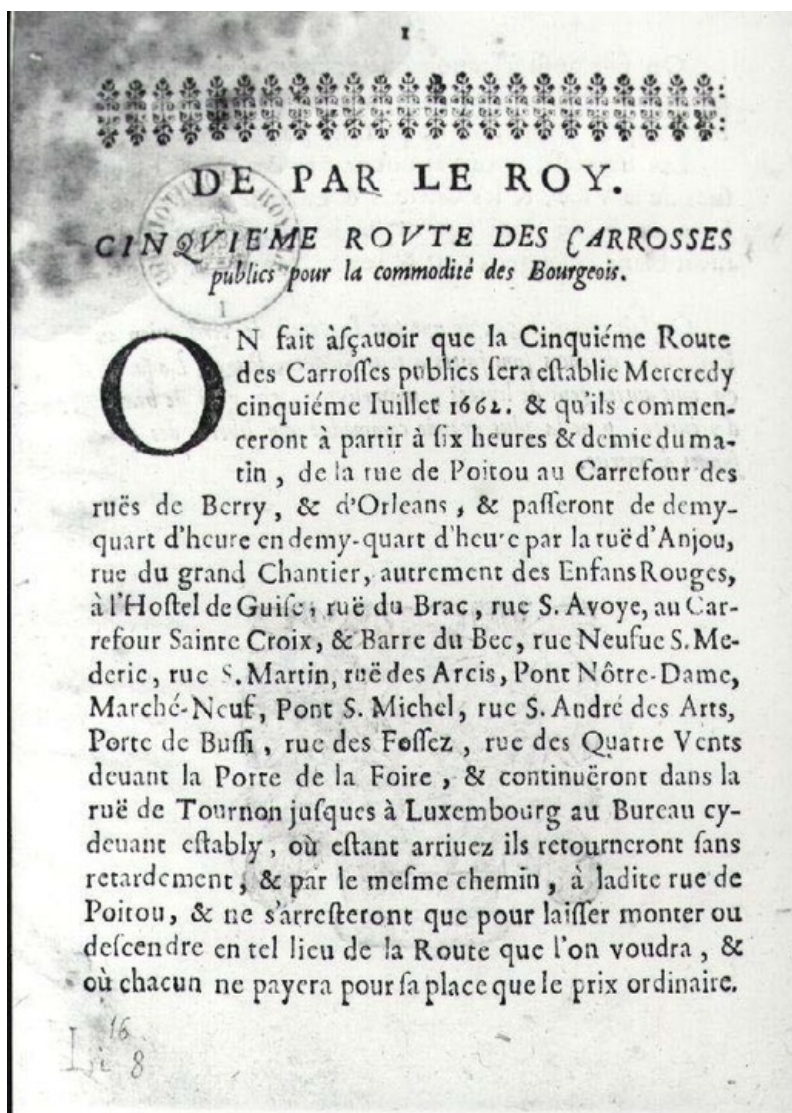 1
DE PAR LE ROY.
CINQVIE'ME ROVTE DES CARROSSES
publics pour la commodité des Bourgeois.
ON fait àſçauoir que la Cinquiéme Route
des Carroſſes publics ſera eſtablie Mercredy
cinquiéme Iuillet 1662. & qu'ils commen-
ceront à partir à ſix heures & demie du ma-
tin, de la rue de Poitou au Carrefour des
ruës de Berry, & d'Orleans, & paſſeront de demy-
quart d'heure en demy-quart d'heure par la ruë d'Anjou,
rue du grand Chantier, autrement des Enfans Rouges,
à l'Hoſtel de Guiſe, ruë du Brac, rue S. Avoye, au Car-
refour Sainte Croix, & Barre du Bec, rue Neufue S. Me-
deric, rue S. Martin, ruë des Arcis, Pont Nôtre-Dame,
Marché-Neuf, Pont S. Michel, rue S. André des Arts,
Porte de Buſſi, rue des Foſſez, rue des Quatre Vents
deuant la Porte de la Foire, & continuëront dans la
ruë de Tournon juſques à Luxembourg au Bureau cy-
deuant eſtably, où eſtant arriuez ils retourneront ſans
retardement, & par le meſme chemin, à ladite rue de
Poitou, & ne s'arreſteront que pour laiſſer monter ou
deſcendre en tel lieu de la Route que l'on voudra, &
où chacun ne payera pour ſa place que le prix ordinaire.
16
8